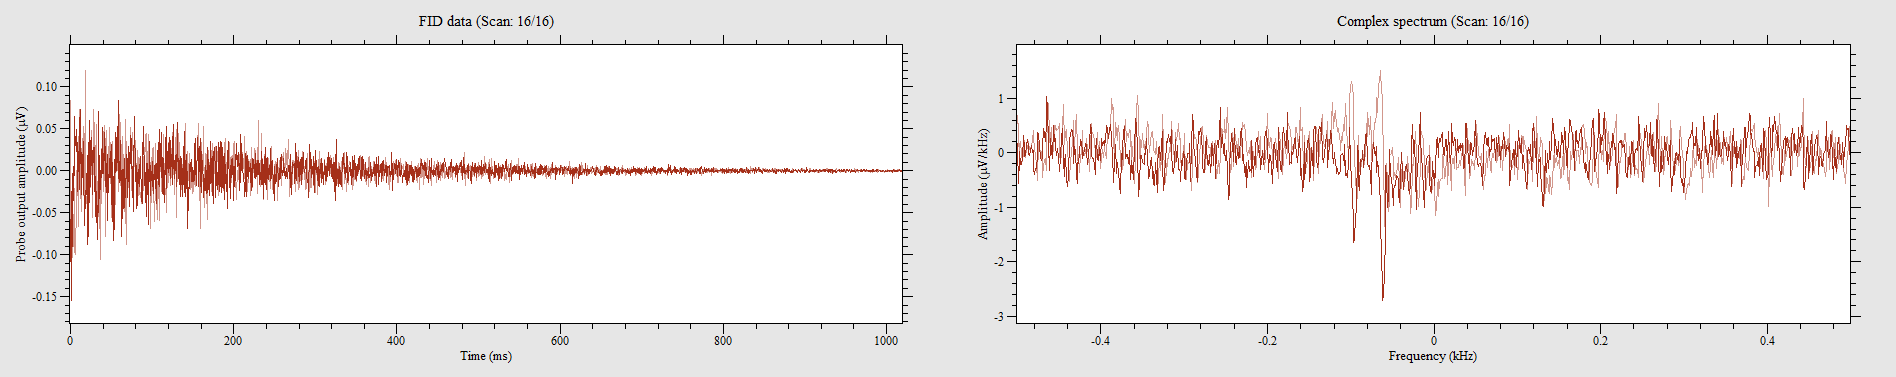 FID data (Scan: 16/16)
Probe output amplitude (µV)
0.10
0.05
0.00
-0.05
-0.10
-0.15
0 200 400 600 800 1000
Time (ms)
Complex spectrum (Scan: 16/16)
Amplitude (µV/kHz)
1
0
-1
-2
-3
-0.4 -0.2 0 0.2 0.4
Frequency (kHz)